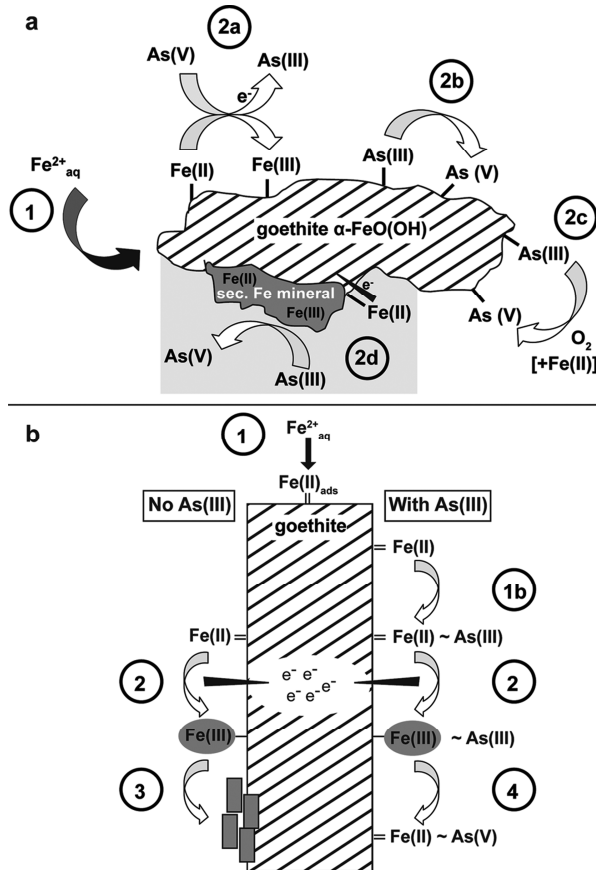 a
2a
As(V)
As(III)
e-
2b
Fe2+aq
Fe(II)
Fe(III)
As(III)
As (V)
1
goethite α-FeO(OH)
2c
As(III)
Fe(II)
sec. Fe mineral
Fe(III)
e-
Fe(II)
As (V)
O2
[+Fe(II)]
As(V)
2d
As(III)
b
1
Fe2+aq
Fe(II)ads
No As(III)
With As(III)
goethite
Fe(II)
1b
Fe(II)
Fe(II) ~ As(III)
2
e- e- e- e- e-
2
Fe(III)
Fe(III) ~ As(III)
3
4
Fe(II) ~ As(V)